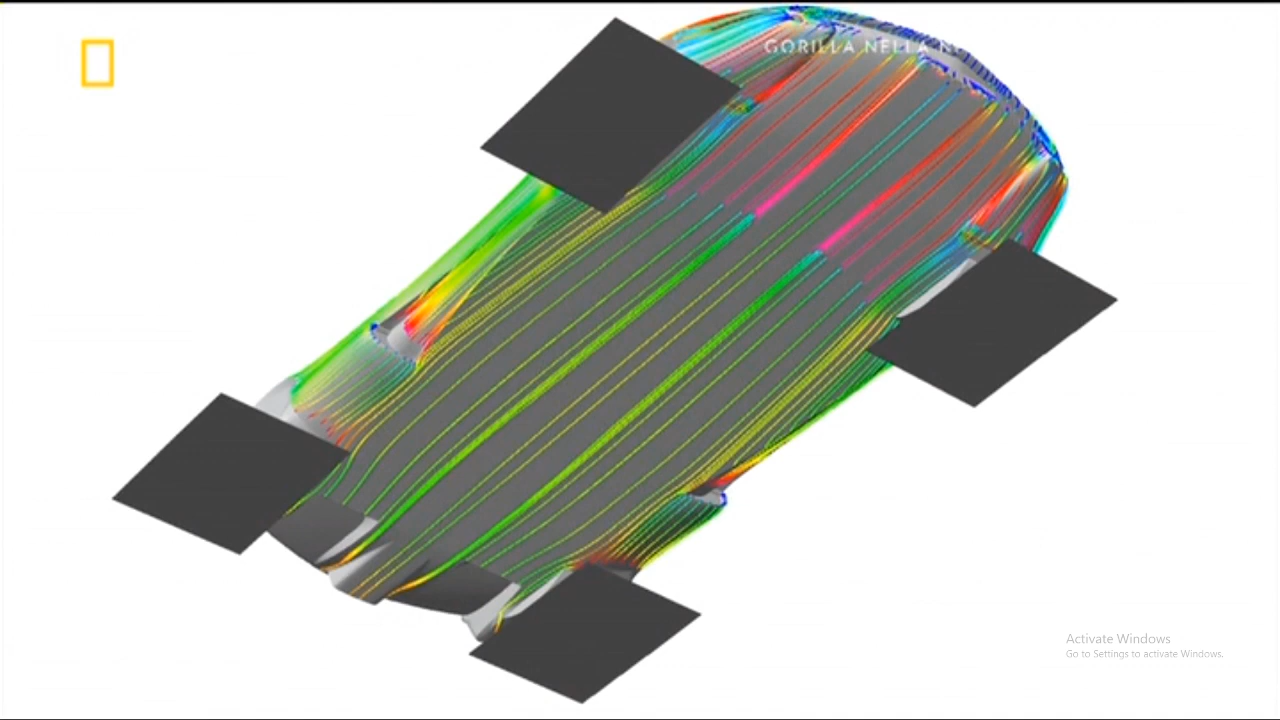 GORILLA NELLA
Activate Windows
Go to Settings to activate Windows.